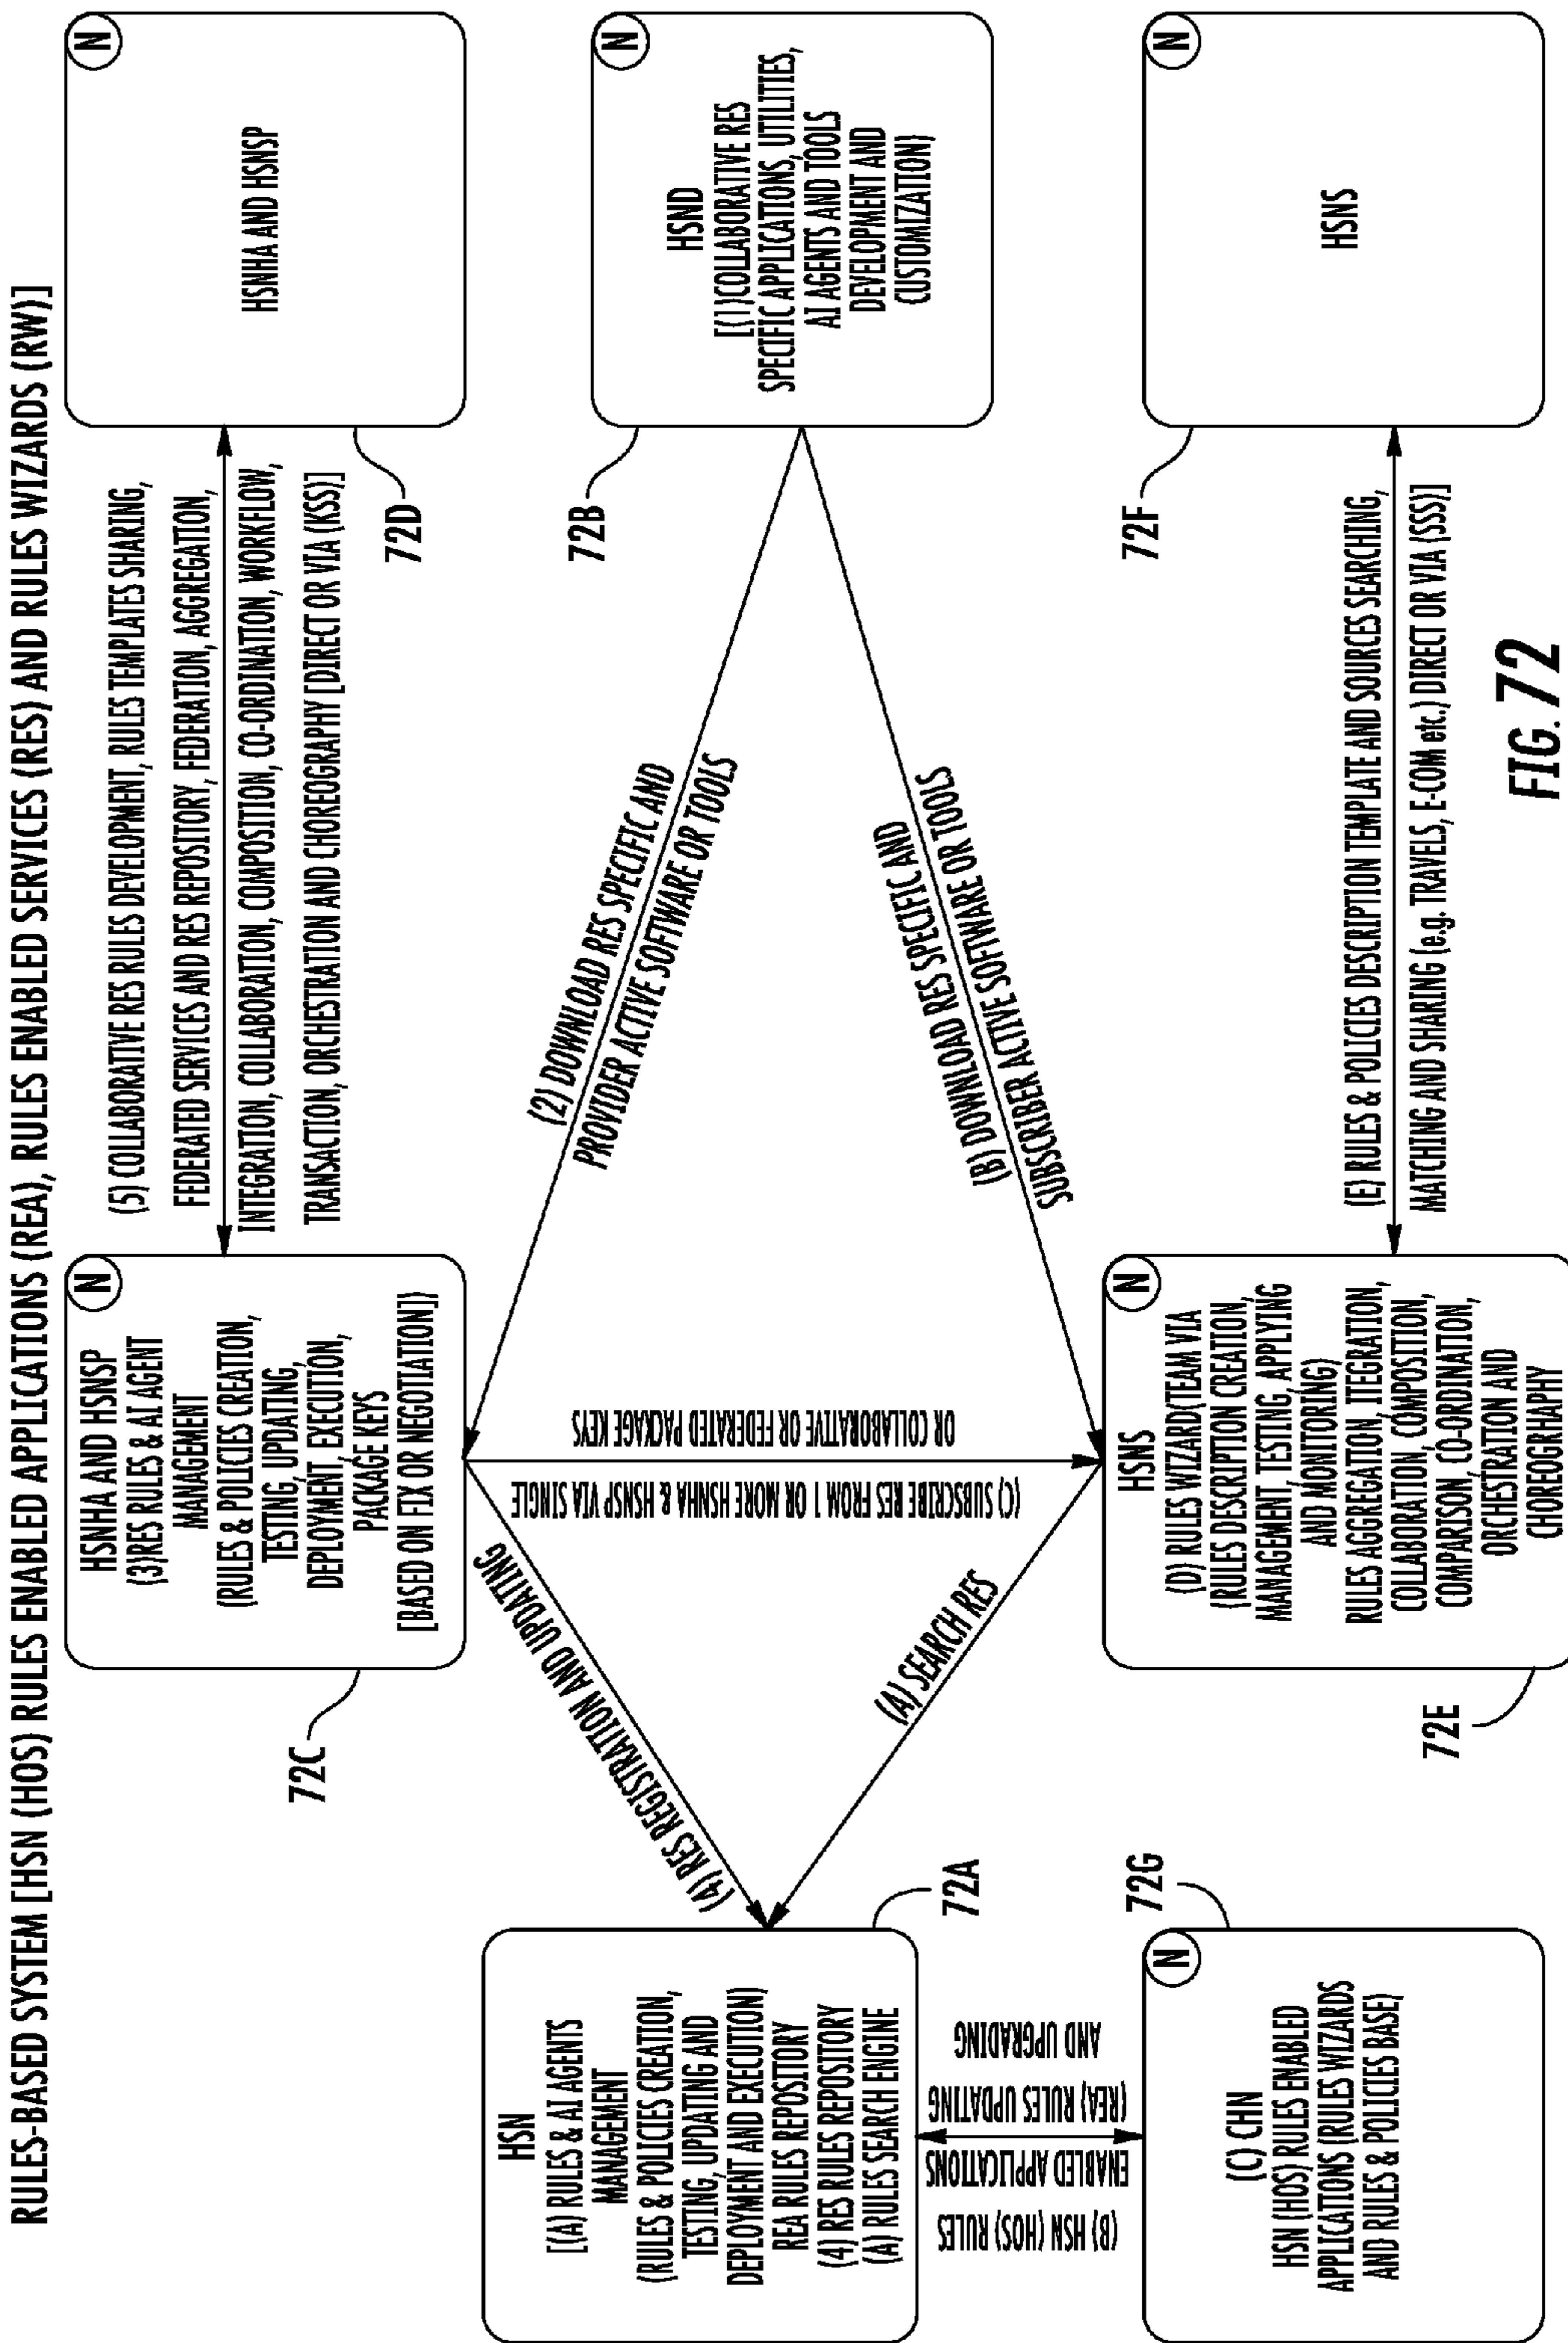 RULES-BASED SYSTEM [HSN (HOS) RULES ENABLED APPLICATIONS (REA), RULES ENABLED SERVICES (RES) AND RULES WIZARDS (RW)]
HSNHA AND HSNSP
(3)RES RULES & AI AGENT
MANAGEMENT
(RULES & POLICIES CREATION,
TESTING, UPDATING,
DEPLOYMENT, EXECUTION,
PACKAGE KEYS
[BASED ON FIX OR NEGOTIATION])
N
72C
(5) COLLABORATIVE RES RULES DEVELOPMENT, RULES TEMPLATES SHARING,
FEDERATED SERVICES AND RES REPOSITORY, FEDERATION, AGGREGATION,
INTEGRATION, COLLABORATION, COMPOSITION, CO-ORDINATION, WORKFLOW,
TRANSACTION, ORCHESTRATION AND CHOREOGRAPHY [DIRECT OR VIA (KSS)]
HSNHA AND HSNSP
N
72D
HSN
[(A) RULES & AI AGENTS
MANAGEMENT
(RULES & POLICIES CREATION,
TESTING, UPDATING AND
DEPLOYMENT AND EXECUTION)
REA RULES REPOSITORY
(4) RES RULES REPOSITORY
(A) RULES SEARCH ENGINE
72A
(4) RES REGISTRATION AND UPDATING
(A) SEARCH RES
(C) SUBSCRIBE RES FROM 1 OR MORE HSNHA & HSNSP VIA SINGLE
OR COLLABORATIVE OR FEDERATED PACKAGE KEYS
(2) DOWNLOAD RES SPECIFIC AND
PROVIDER ACTIVE SOFTWARE OR TOOLS
(B) DOWNLOAD RES SPECIFIC AND
SUBSCRIBER ACTIVE SOFTWARE OR TOOLS
HSND
[(1)COLLABORATIVE RES
SPECIFIC APPLICATIONS, UTILITIES,
AI AGENTS AND TOOLS
DEVELOPMENT AND
CUSTOMIZATION)
N
72B
(B) HSN (HOS) RULES
ENABLED APPLICATIONS
(REA) RULES UPDATING
AND UPGRADING
(C) CHN
HSN (HOS) RULES ENABLED
APPLICATIONS (RULES WIZARDS
AND RULES & POLICIES BASE)
N
72G
HSNS
(D) RULES WIZARD(TEAM VIA
(RULES DESCRIPTION CREATION,
MANAGEMENT, TESTING, APPLYING
AND MONITORING)
RULES AGGREGATION, ITEGRATION,
COLLABORATION, COMPOSITION,
COMPARISON, CO-ORDINATION,
ORCHESTRATION AND
CHOREOGRAPHY
N
72E
(E) RULES & POLICIES DESCRIPTION TEMPLATE AND SOURCES SEARCHING,
MATCHING AND SHARING (e.g. TRAVELS, E-COM etc.) DIRECT OR VIA (SSS)]
HSNS
N
72F
FIG. 72